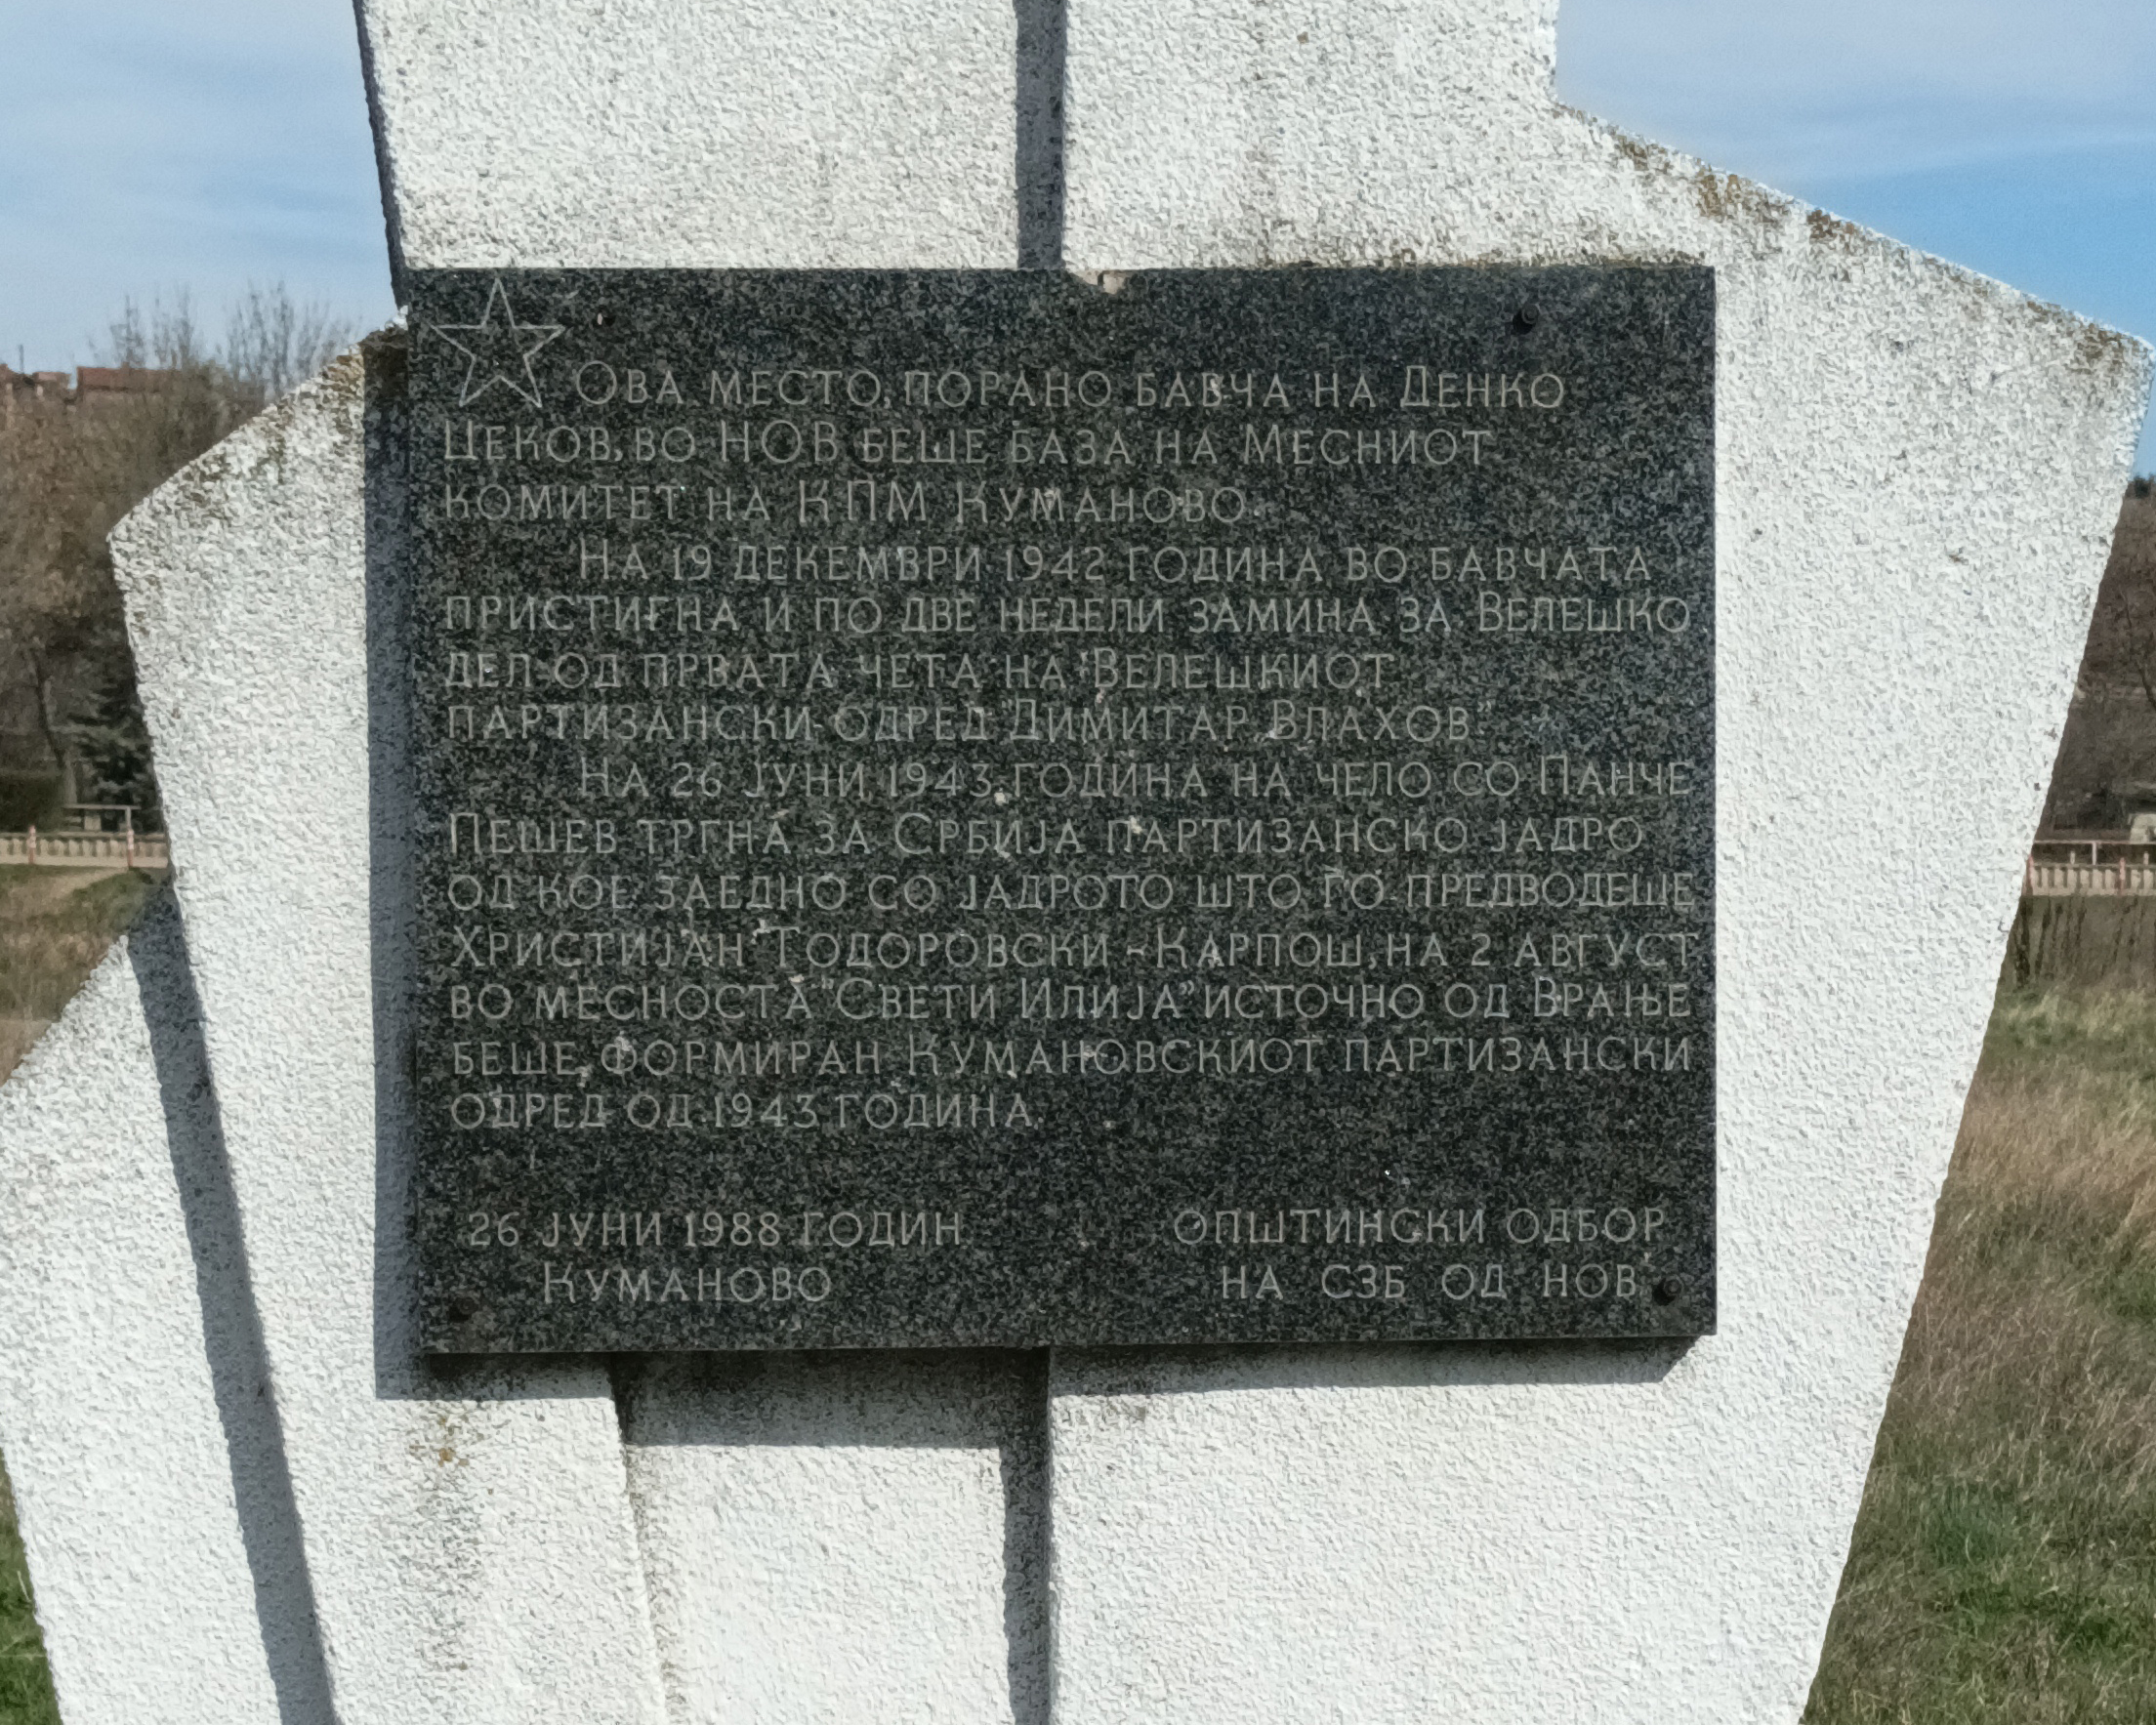 Ова место, порано бавча на Денко
Цеков, во НОВ беше база на Месниот
комитет на КПМ Куманово.
На 19 декември 1942 година во бавчата
пристигна и по две недели замина за Велешко
дел од првата чета на Велешкиот
партизански одред "Димитар Влахов"
На 26 јуни 1943 година на чело со Панче
Пешев тргна за Србија партизанско јадро
од кое заедно со јадрото што го предводеше
Христијан Тодоровски - Карпош, на 2 август
во месноста "Свети Илија" источно од Врање
беше формиран Кумановскиот партизански
одред од 1943 година.
26 јуни 1988 годин
Куманово
општински одбор
на СЗБ од НОВ